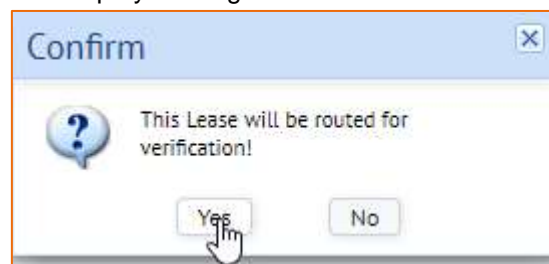 Confirm
This Lease will be routed for
verification!
Yes No